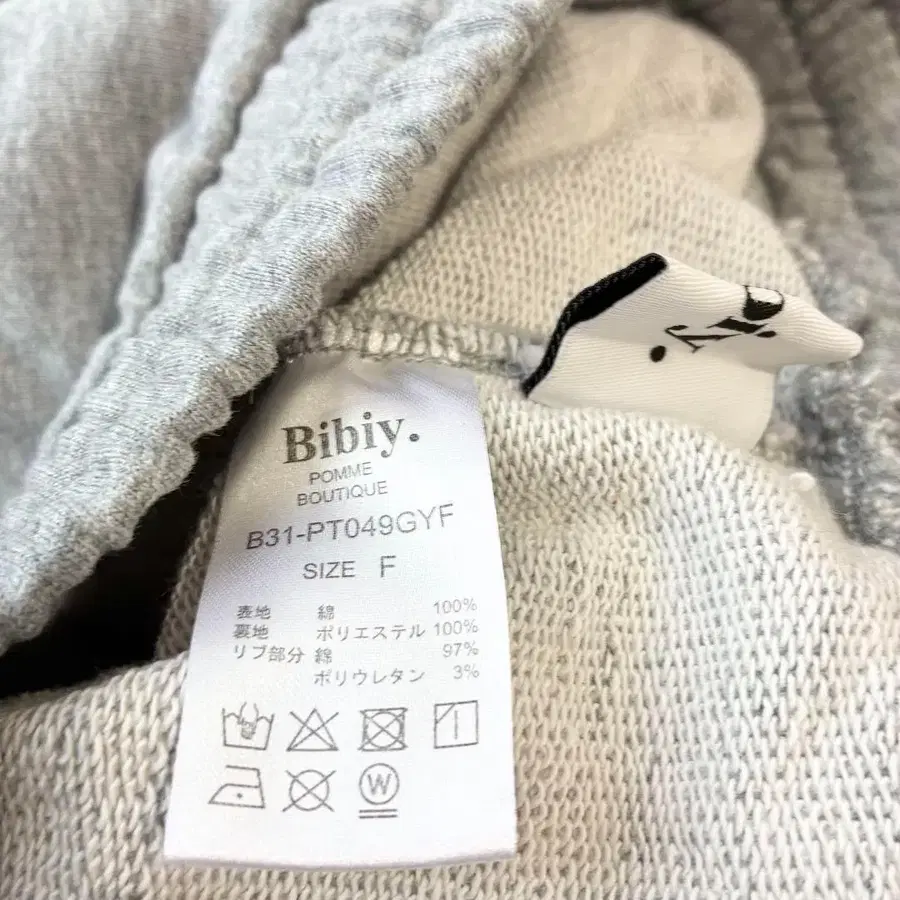 Bibiy.
POMME
BOUTIQUE
B31-PT049GYF
SIZE F
表地 綿 100%
裏地 ポリエステル 100%
リブ部分 綿 97%
ポリウレタン 3%
W